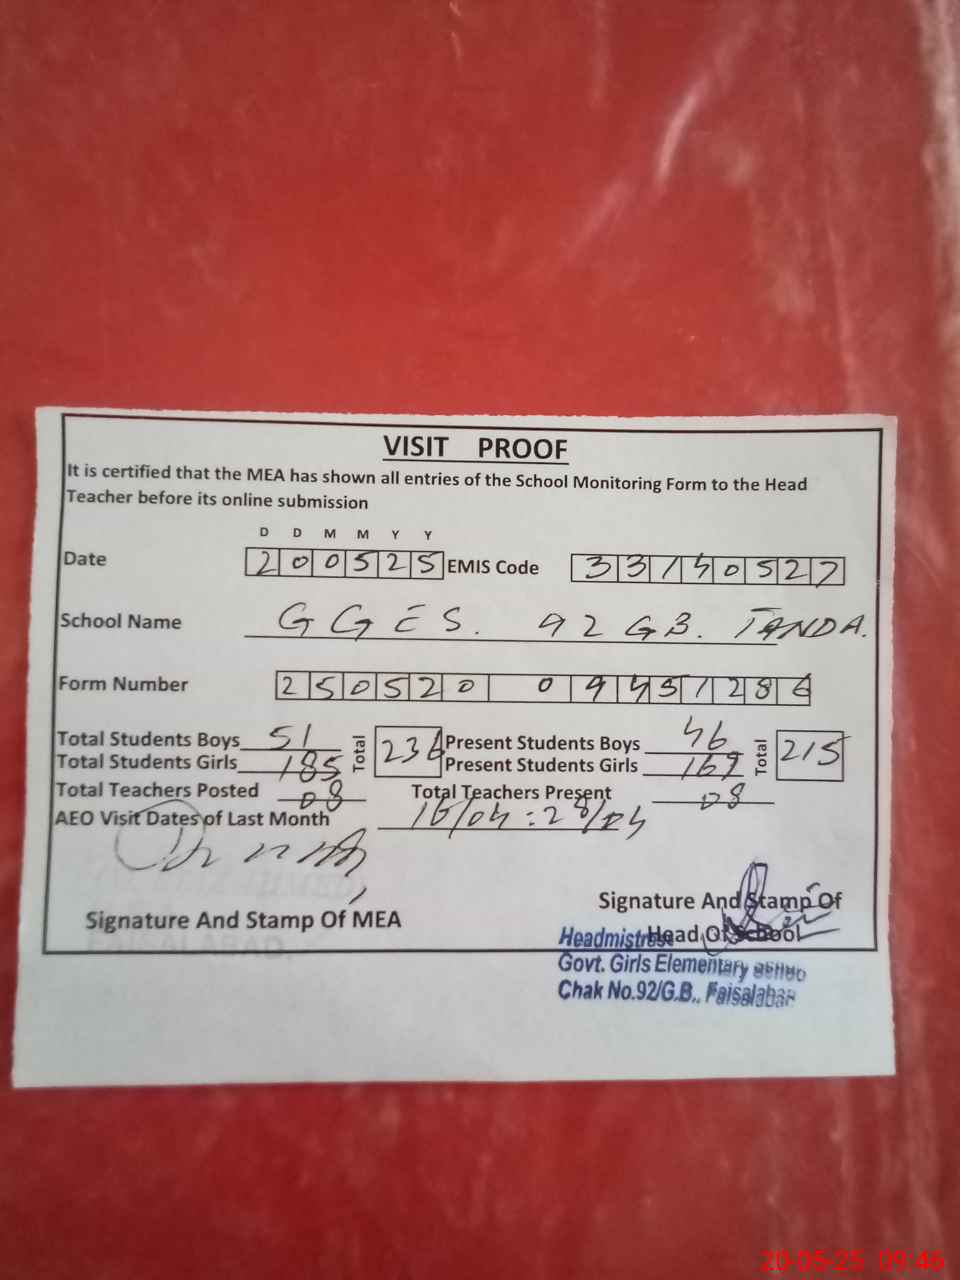 VISIT PROOF
It is certified that the MEA has shown all entries of the School Monitoring Form to the Head
Teacher before its online submission
D D M M Y Y
Date 200525 EMIS Code 33140527
School Name GGES. 92 GB. TANDA.
Form Number 250520 09451286
Total Students Boys 51 Total 236 Present Students Boys 46 Total 215
Total Students Girls 185 Present Students Girls 169
Total Teachers Posted 08 Total Teachers Present 08
AEO Visit Dates of Last Month 16/04 : 28/04
Signature And Stamp Of MEA
Signature And Stamp Of
Head Of School
Headmistress
Govt. Girls Elementary
Chak No.92/G.B., Faisalabad
20-05-25 09:46